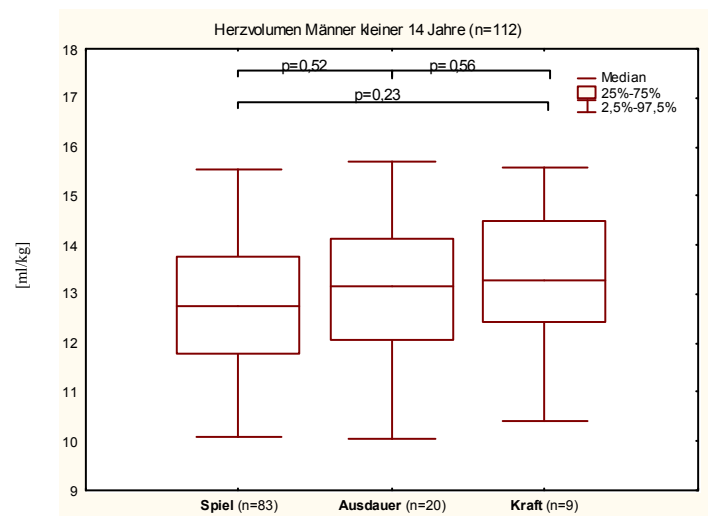 Herzvolumen Männer kleiner 14 Jahre (n=112)
18
17
16
15
14
13
12
11
10
9
[ml/kg]
p=0,52
p=0,56
p=0,23
Median
25%-75%
2,5%-97,5%
Spiel (n=83)
Ausdauer (n=20)
Kraft (n=9)